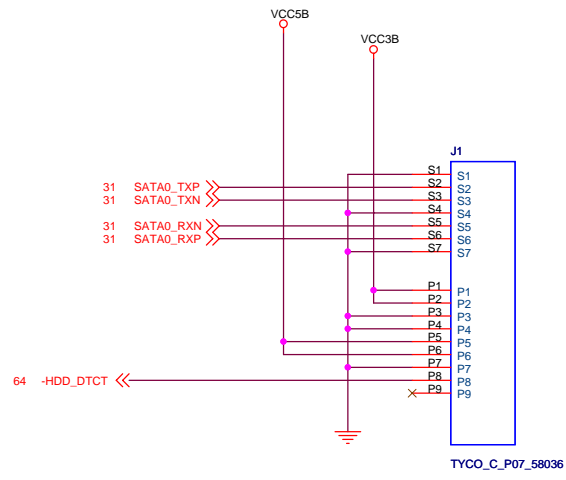 VCC5B
VCC3B
J1
S1 S1
31 SATA0_TXP S2 S2
31 SATA0_TXN S3 S3
S4 S4
31 SATA0_RXN S5 S5
31 SATA0_RXP S6 S6
S7 S7
P1 P1
P2 P2
P3 P3
P4 P4
P5 P5
P6 P6
P7 P7
64 -HDD_DTCT P8 P8
P9 P9
TYCO_C_P07_58036